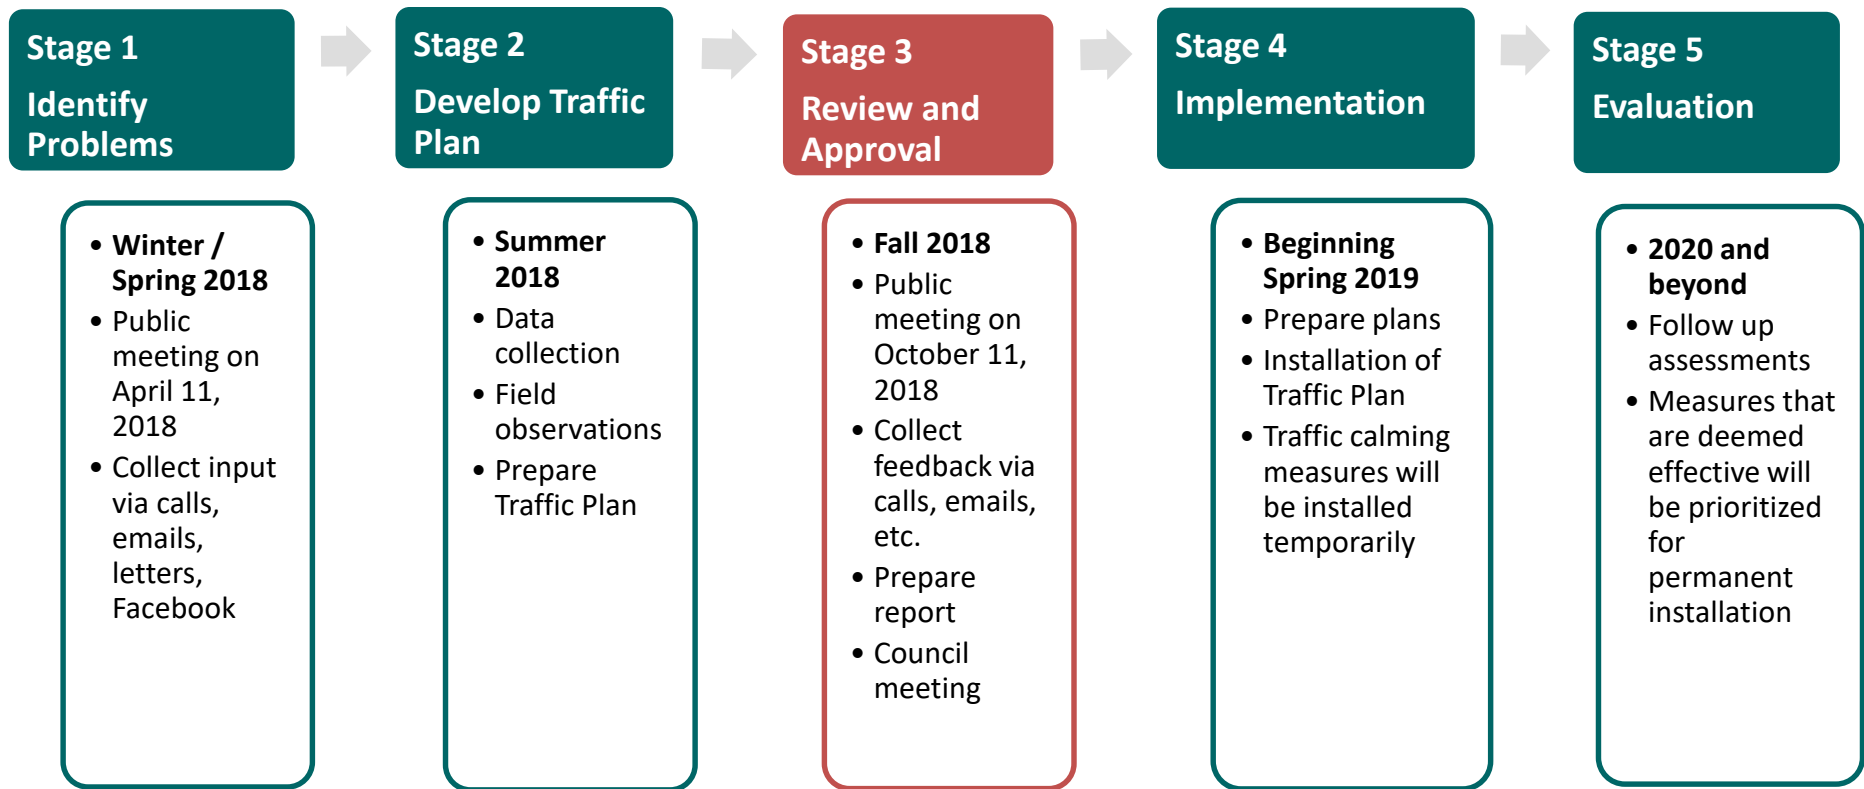 Stage 1
Identify
Problems
• Winter /
Spring 2018
• Public
meeting on
April 11,
2018
• Collect input
via calls,
emails,
letters,
Facebook
Stage 2
Develop Traffic
Plan
• Summer
2018
• Data
collection
• Field
observations
• Prepare
Traffic Plan
Stage 3
Review and
Approval
• Fall 2018
• Public
meeting on
October 11,
2018
• Collect
feedback via
calls, emails,
etc.
• Prepare
report
• Council
meeting
Stage 4
Implementation
• Beginning
Spring 2019
• Prepare plans
• Installation of
Traffic Plan
• Traffic calming
measures will
be installed
temporarily
Stage 5
Evaluation
• 2020 and
beyond
• Follow up
assessments
• Measures that
are deemed
effective will
be prioritized
for
permanent
installation